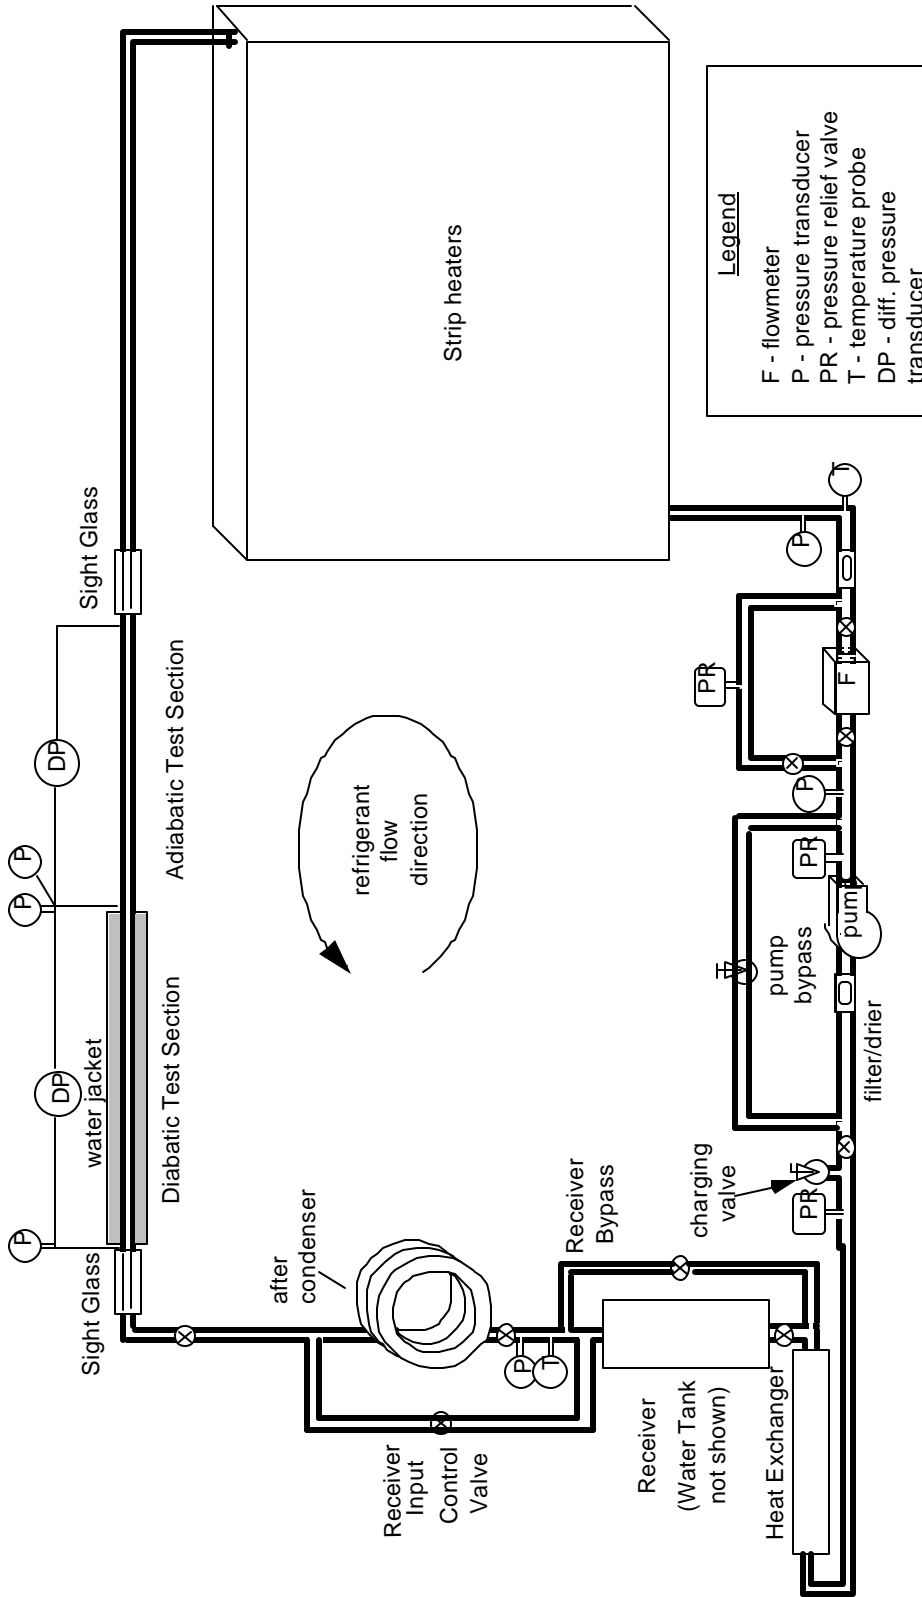 Strip heaters
Legend
F - flowmeter
P - pressure transducer
PR - pressure relief valve
T - temperature probe
DP - diff. pressure
transducer
Sight Glass
DP
P
P
Adiabatic Test Section
refrigerant
flow
direction
T
P
PR
F
P
PR
pum
pump
bypass
filter/drier
DP
water jacket
Diabatic Test Section
P
Sight Glass
after
condenser
Receiver
Bypass
charging
valve
PR
P
T
Receiver
Input
Control
Valve
Receiver
(Water Tank
not shown)
Heat Exchanger